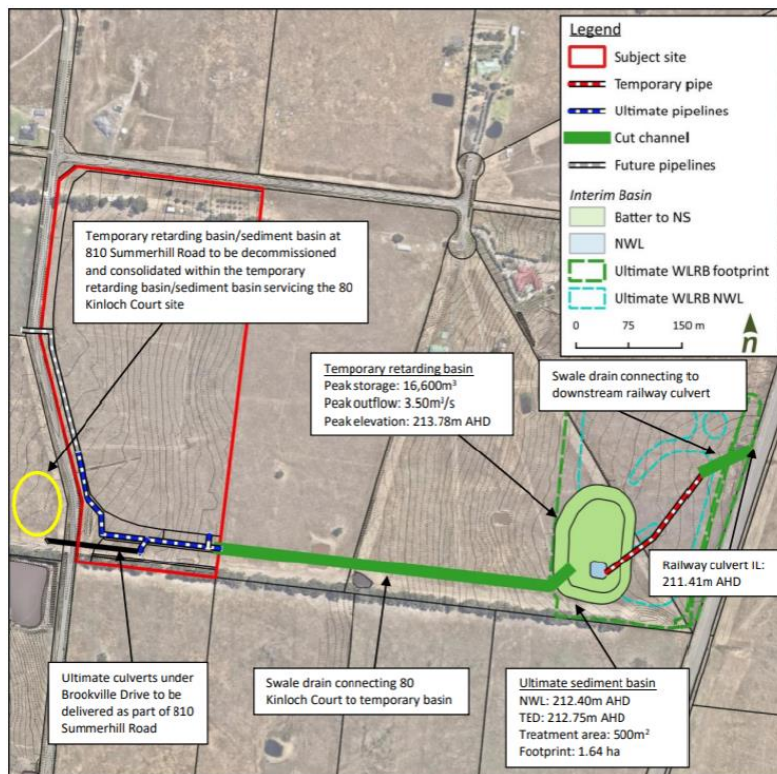 Legend
Subject site
Temporary pipe
Ultimate pipelines
Cut channel
Future pipelines
Interim Basin
Batter to NS
NWL
Ultimate WLRB footprint
Ultimate WLRB NWL
0 75 150 m
n
Temporary retarding basin/sediment basin at
810 Summerhill Road to be decommissioned
and consolidated within the temporary
retarding basin/sediment basin servicing the 80
Kinloch Court site
Temporary retarding basin
Peak storage: 16,600m³
Peak outflow: 3.50m³/s
Peak elevation: 213.78m AHD
Swale drain connecting to
downstream railway culvert
Railway culvert IL:
211.41m AHD
Ultimate culverts under
Brookville Drive to be
delivered as part of 810
Summerhill Road
Swale drain connecting 80
Kinloch Court to temporary basin
Ultimate sediment basin
NWL: 212.40m AHD
TED: 212.75m AHD
Treatment area: 500m²
Footprint: 1.64 ha